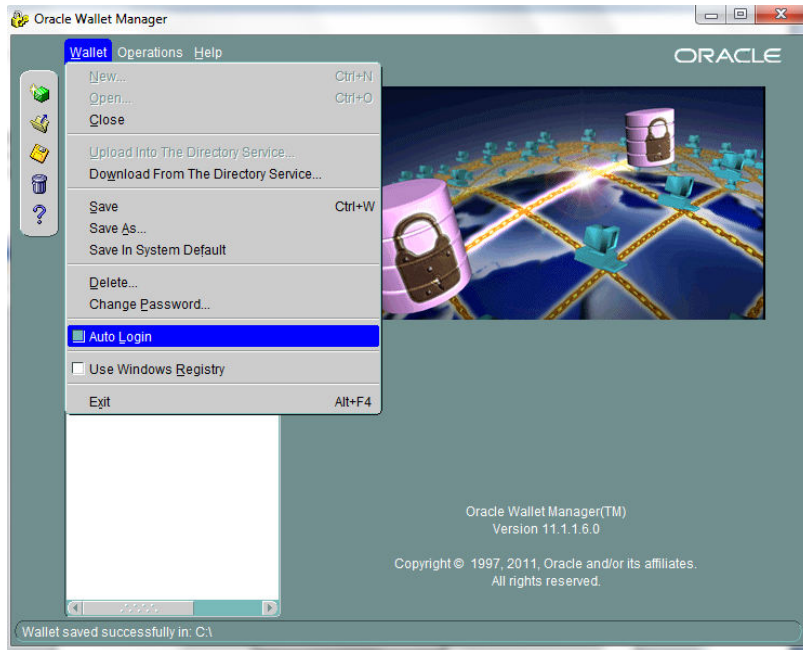 Oracle Wallet Manager
Wallet Operations Help
ORACLE
New... Ctrl+N
Open... Ctrl+O
Close
Upload Into The Directory Service...
Download From The Directory Service...
Save Ctrl+W
Save As...
Save In System Default
Delete...
Change Password...
Auto Login
Use Windows Registry
Exit Alt+F4
Oracle Wallet Manager(TM)
Version 11.1.1.6.0
Copyright © 1997, 2011, Oracle and/or its affiliates.
All rights reserved.
Wallet saved successfully in: C:\